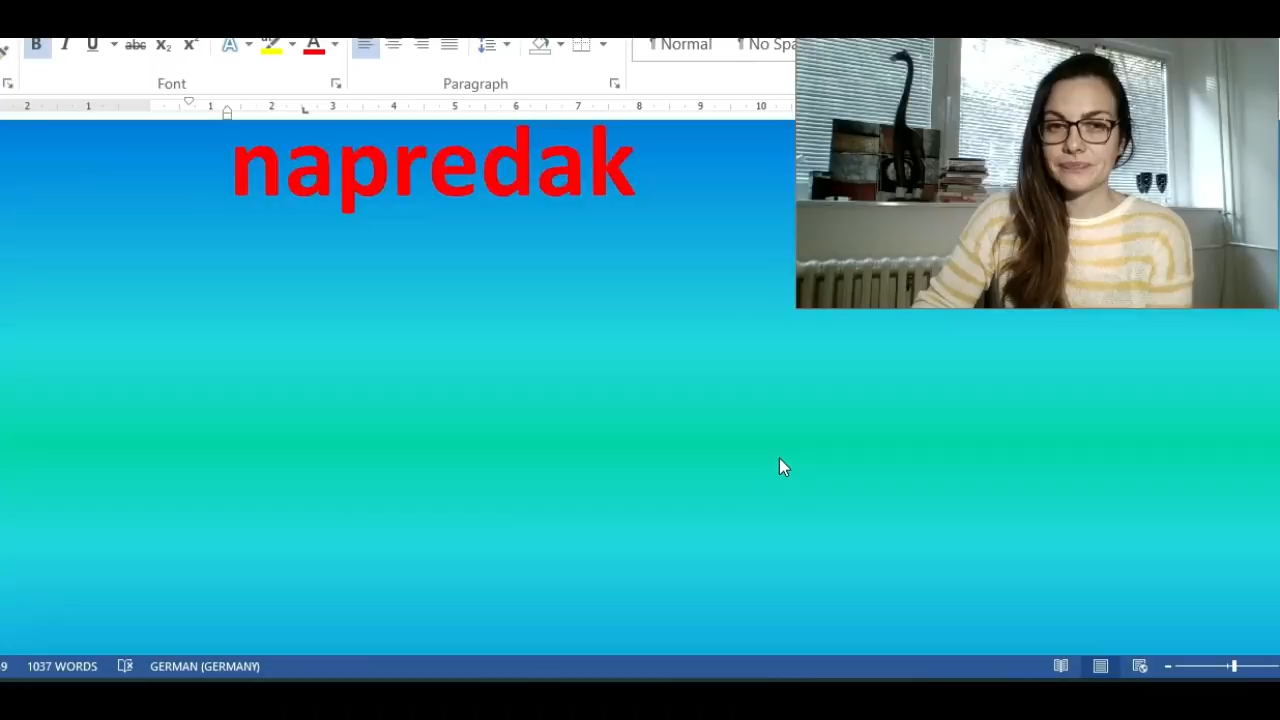 B I U abc X₂ X² A A
¶ Normal ¶ No Spa
Font Paragraph
2 1 1 2 3 4 5 6 7 8 9 10
napredak
9 1037 WORDS GERMAN (GERMANY)